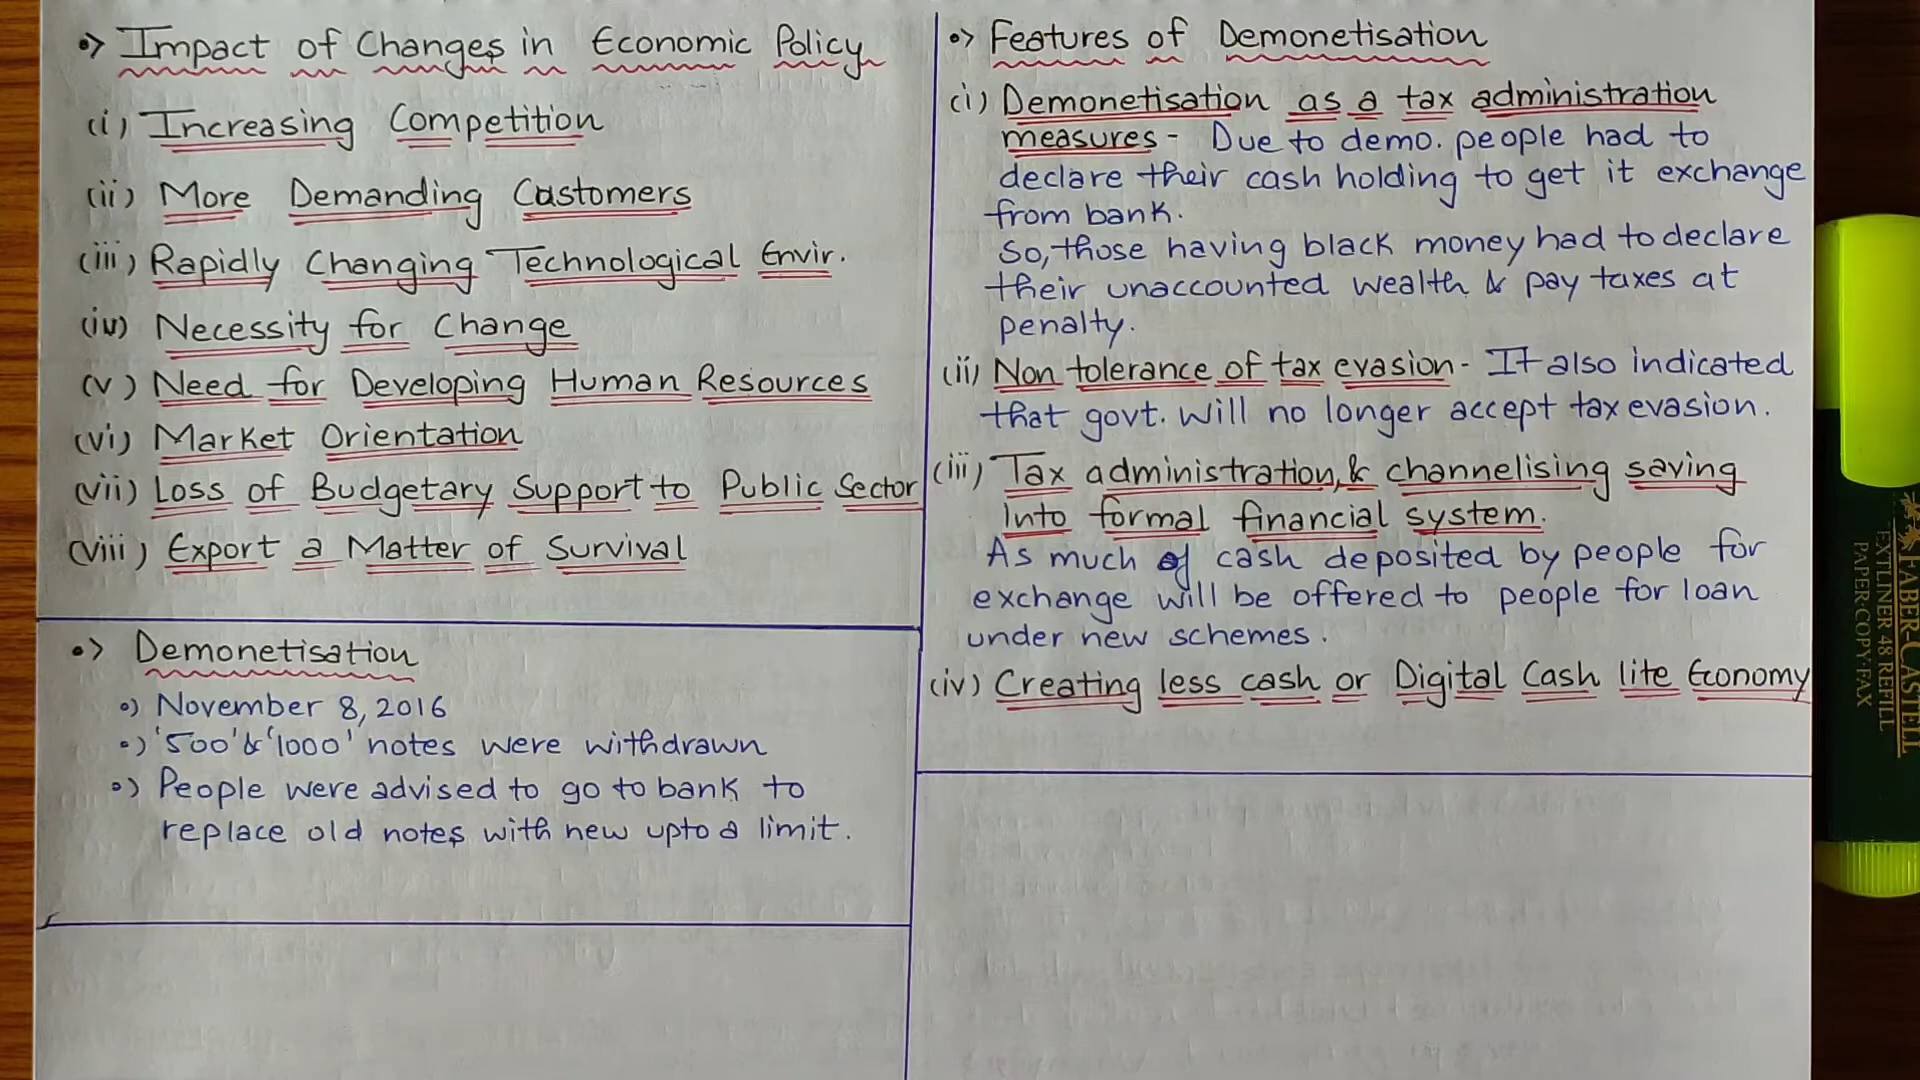 •> Impact of Changes in Economic Policy
(i) Increasing Competition
(ii) More Demanding Customers
(iii) Rapidly Changing Technological Envir.
(iv) Necessity for Change
(v) Need for Developing Human Resources
(vi) Market Orientation
(vii) Loss of Budgetary Support to Public Sector
(viii) Export a Matter of Survival
•> Demonetisation
•) November 8, 2016
•) '500' & '1000' notes were withdrawn
•) People were advised to go to bank to
replace old notes with new upto a limit.
•> Features of Demonetisation
(i) Demonetisation as a tax administration
measures - Due to demo. people had to
declare their cash holding to get it exchange
from bank.
So, those having black money had to declare
their unaccounted wealth & pay taxes at
penalty.
(ii) Non tolerance of tax evasion - It also indicated
that govt. will no longer accept tax evasion.
(iii) Tax administration, & channelising saving
into formal financial system.
As much of cash deposited by people for
exchange will be offered to people for loan
under new schemes.
(iv) Creating less cash or Digital Cash lite Economy
FABER-CASTELL
EXTLINER 48 REFILL
PAPER·COPY·FAX